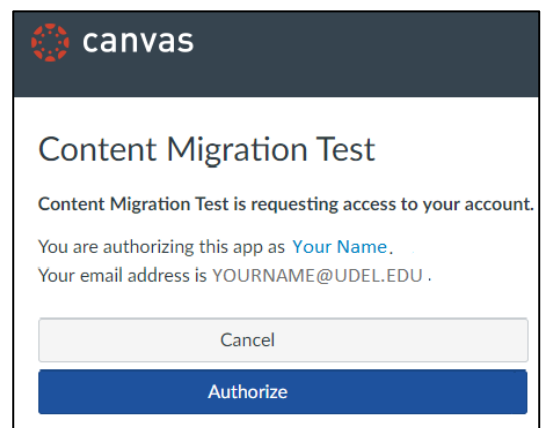 canvas
Content Migration Test
Content Migration Test is requesting access to your account.
You are authorizing this app as Your Name.
Your email address is YOURNAME@UDEL.EDU .
Cancel
Authorize